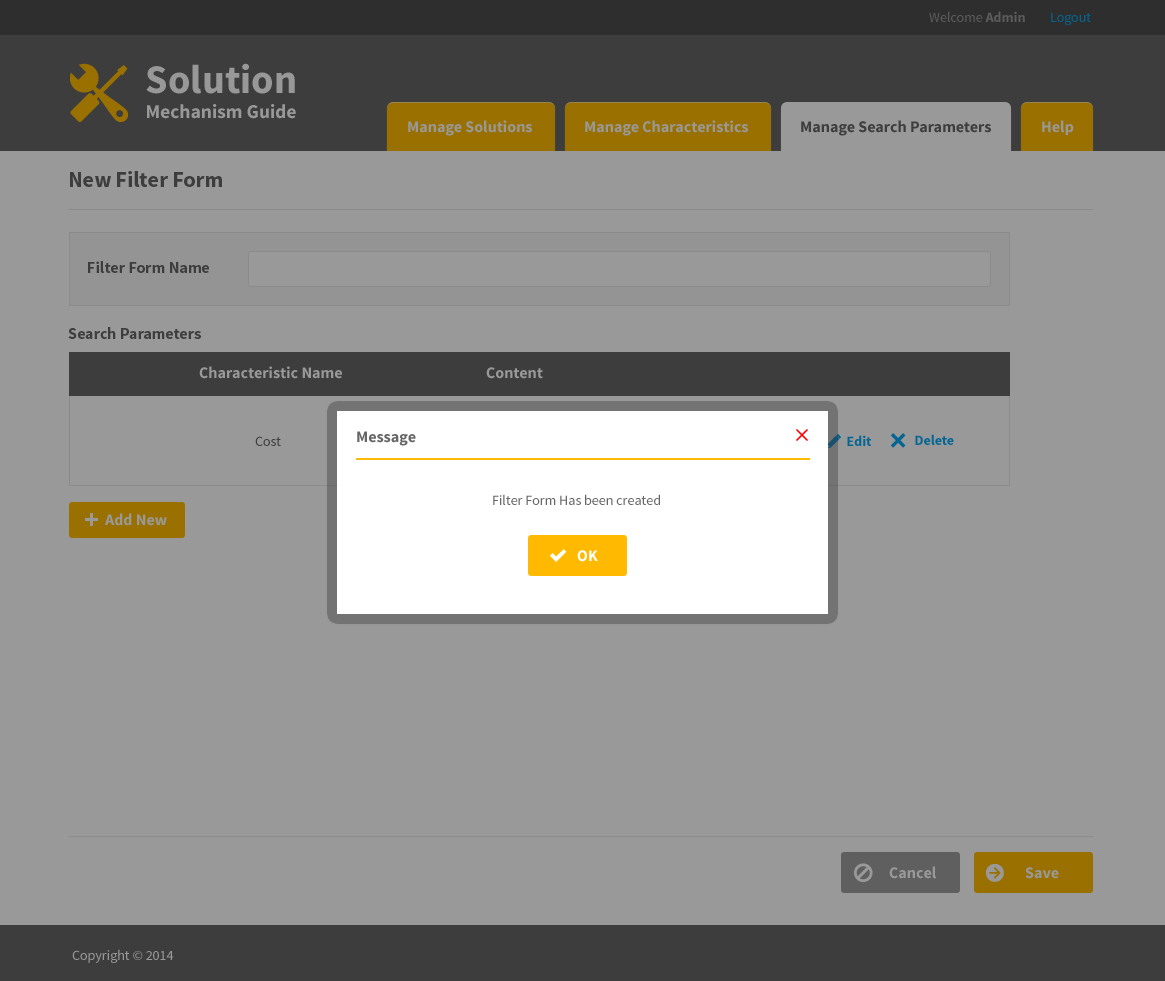 Welcome Admin Logout
Solution
Mechanism Guide
Manage Solutions Manage Characteristics Manage Search Parameters Help
New Filter Form
Filter Form Name
Search Parameters
Characteristic Name Content
Cost Edit Delete
Message
Filter Form Has been created
OK
Add New
Cancel Save
Copyright © 2014